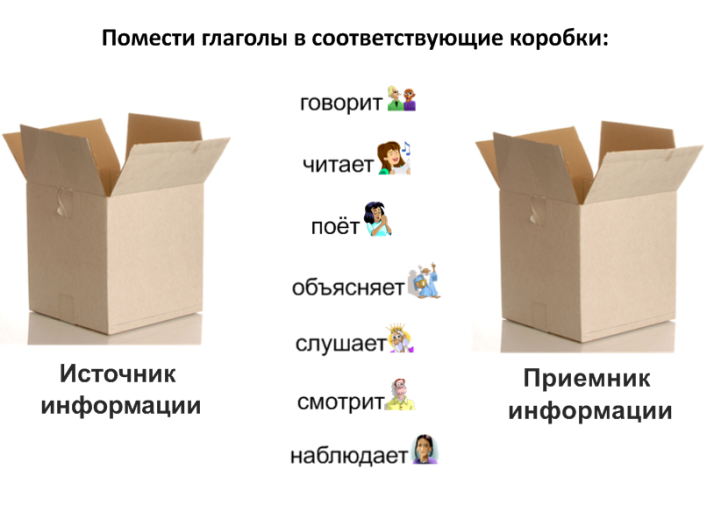 Помести глаголы в соответствующие коробки:
говорит
читает
поёт
объясняет
слушает
смотрит
наблюдает
Источник
информации
Приемник
информации